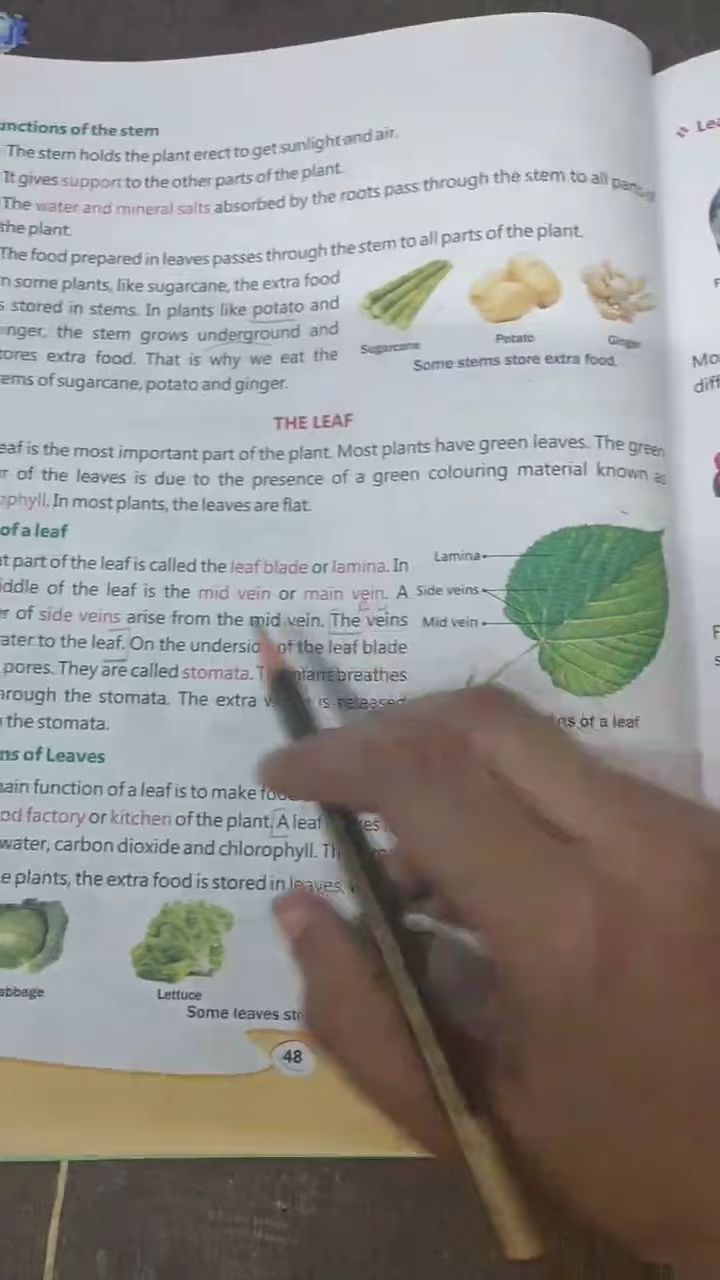 unctions of the stem
The stem holds the plant erect to get sunlight and air.
It gives support to the other parts of the plant.
The water and mineral salts absorbed by the roots pass through the stem to all parts
the plant.
The food prepared in leaves passes through the stem to all parts of the plant.
n some plants, like sugarcane, the extra food
s stored in stems. In plants like potato and
inger, the stem grows underground and
tores extra food. That is why we eat the
ems of sugarcane, potato and ginger.
Sugarcane
Potato
Ginger
Some stems store extra food.
THE LEAF
eaf is the most important part of the plant. Most plants have green leaves. The green
r of the leaves is due to the presence of a green colouring material known as
ophyll. In most plants, the leaves are flat.
of a leaf
at part of the leaf is called the leaf blade or lamina. In
iddle of the leaf is the mid vein or main vein. A
er of side veins arise from the mid vein. The veins
ater to the leaf. On the undersid of the leaf blade
pores. They are called stomata. plant breathes
hrough the stomata. The extra is released
the stomata.
Lamina
Side veins
Mid vein
ns of a leaf
ns of Leaves
ain function of a leaf is to make
od factory or kitchen of the plant. A leaf
water, carbon dioxide and chlorophyll.
e plants, the extra food is stored in leaves,
abbage
Lettuce
Some leaves
48
Lea
Mo
diff